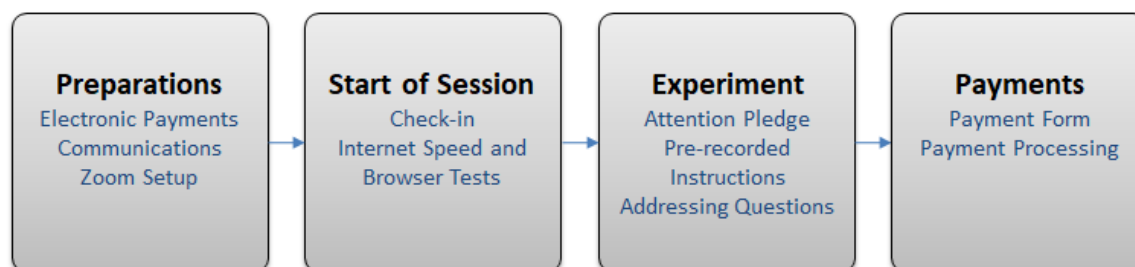 Preparations
Electronic Payments
Communications
Zoom Setup
Start of Session
Check-in
Internet Speed and
Browser Tests
Experiment
Attention Pledge
Pre-recorded
Instructions
Addressing Questions
Payments
Payment Form
Payment Processing